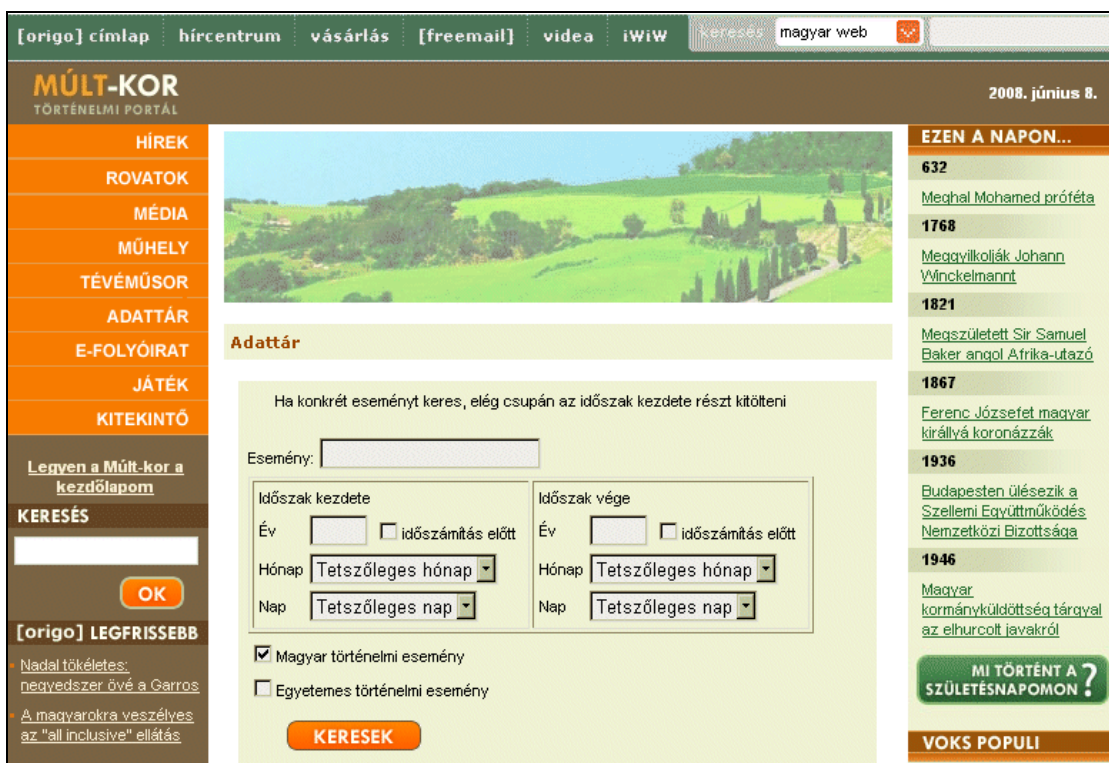 [origo] címlap hírcentrum vásárlás [freemail] videa iWiW keresés magyar web
MÚLT-KOR
TÖRTÉNELMI PORTÁL
2008. június 8.
HÍREK
ROVATOK
MÉDIA
MŰHELY
TÉVÉMŰSOR
ADATTÁR
E-FOLYÓIRAT
JÁTÉK
KITEKINTŐ
Legyen a Múlt-kor a
kezdőlapom
KERESÉS
OK
[origo] LEGFRISSEBB
Nadal tökéletes:
negyedszer övé a Garros
A magyarokra veszélyes
az "all inclusive" ellátás
Adattár
Ha konkrét eseményt keres, elég csupán az időszak kezdete részt kitölteni
Esemény:
Időszak kezdete
Év időszámítás előtt
Hónap Tetszőleges hónap
Nap Tetszőleges nap
Időszak vége
Év időszámítás előtt
Hónap Tetszőleges hónap
Nap Tetszőleges nap
Magyar történelmi esemény
Egyetemes történelmi esemény
KERESEK
EZEN A NAPON...
632
Meghal Mohamed próféta
1768
Meggyilkolják Johann
Winckelmannt
1821
Megszületett Sir Samuel
Baker angol Afrika-utazó
1867
Ferenc Józsefet magyar
királlyá koronázzák
1936
Budapesten ülésezik a
Szellemi Együttműködés
Nemzetközi Bizottsága
1946
Magyar
kormányküldöttség tárgyal
az elhurcolt javakról
MI TÖRTÉNT A
SZÜLETÉSNAPOMON ?
VOKS POPULI